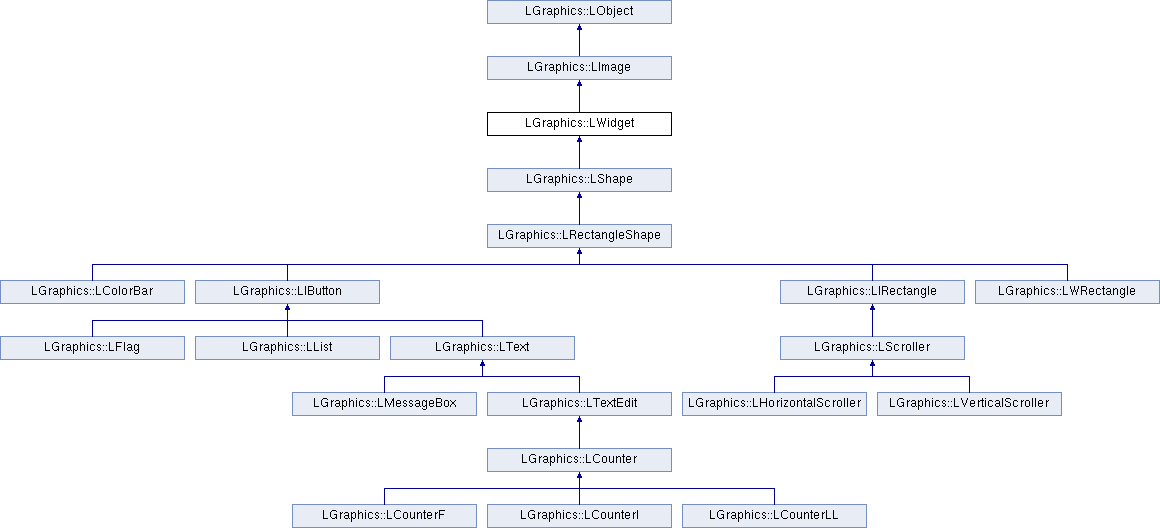 LGraphics::LObject
LGraphics::LImage
LGraphics::LWidget
LGraphics::LShape
LGraphics::LRectangleShape
LGraphics::LColorBar
LGraphics::LIButton
LGraphics::LIRectangle
LGraphics::LWRectangle
LGraphics::LFlag
LGraphics::LList
LGraphics::LText
LGraphics::LScroller
LGraphics::LMessageBox
LGraphics::LTextEdit
LGraphics::LHorizontalScroller
LGraphics::LVerticalScroller
LGraphics::LCounter
LGraphics::LCounterF
LGraphics::LCounterI
LGraphics::LCounterLL